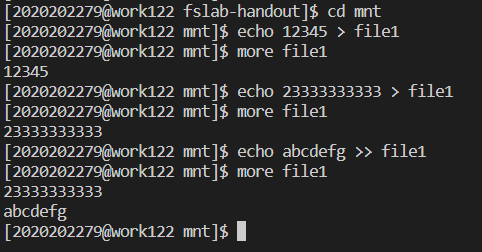 [2020202279@work122 fslab-handout]$ cd mnt
[2020202279@work122 mnt]$ echo 12345 > file1
[2020202279@work122 mnt]$ more file1
12345
[2020202279@work122 mnt]$ echo 23333333333 > file1
[2020202279@work122 mnt]$ more file1
23333333333
[2020202279@work122 mnt]$ echo abcdefg >> file1
[2020202279@work122 mnt]$ more file1
23333333333
abcdefg
[2020202279@work122 mnt]$